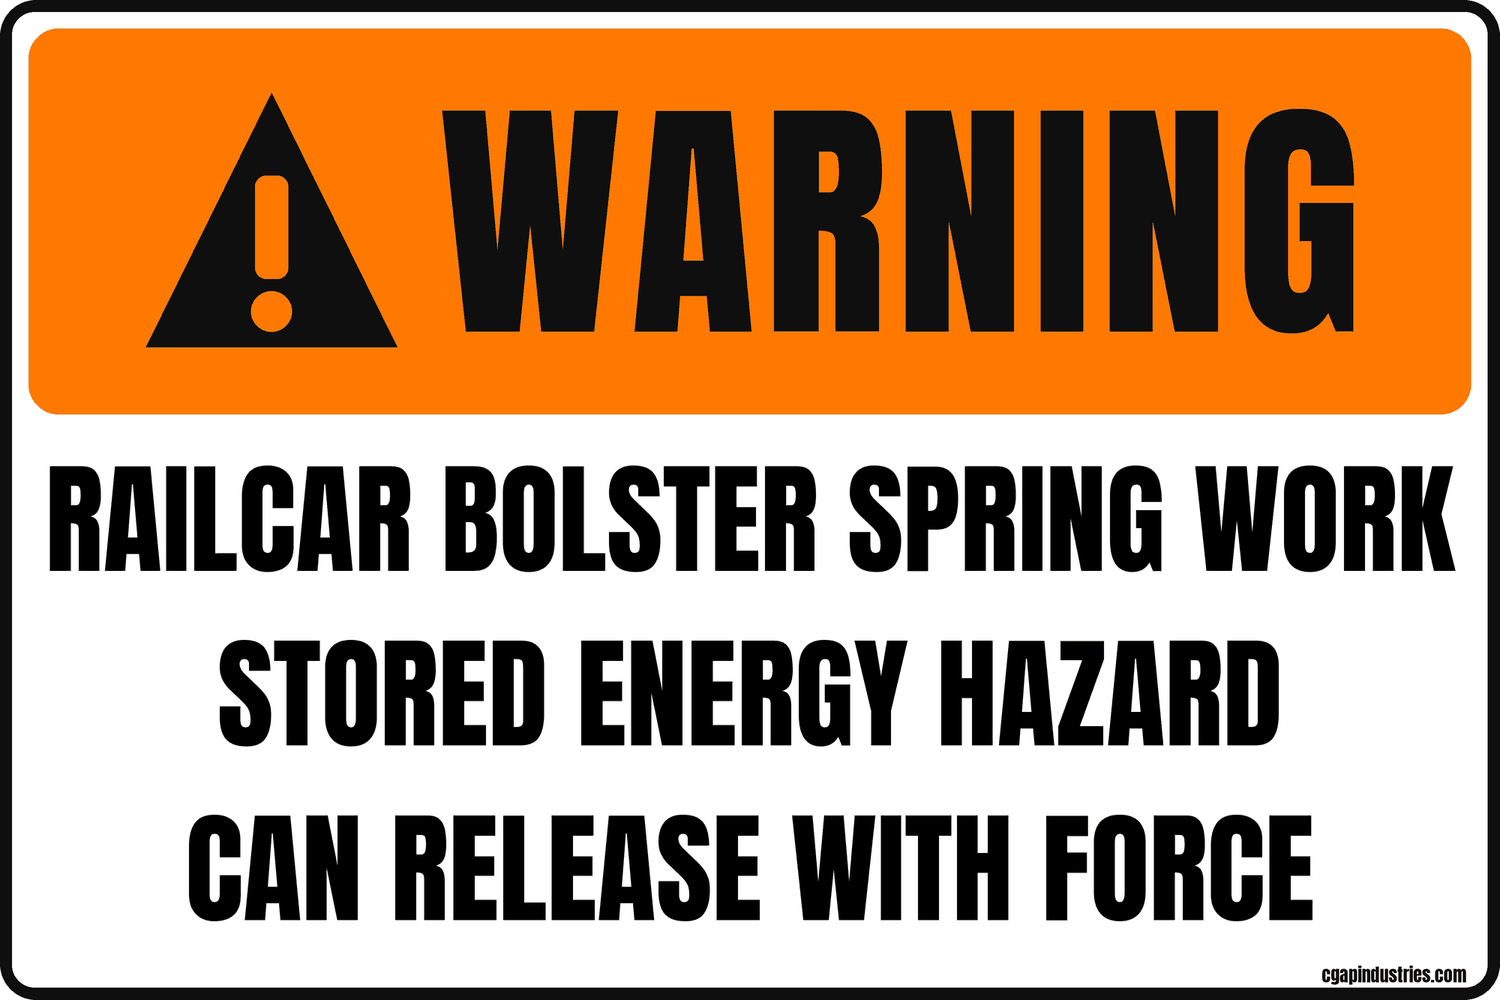 WARNING
RAILCAR BOLSTER SPRING WORK
STORED ENERGY HAZARD
CAN RELEASE WITH FORCE
cgapindustries.com